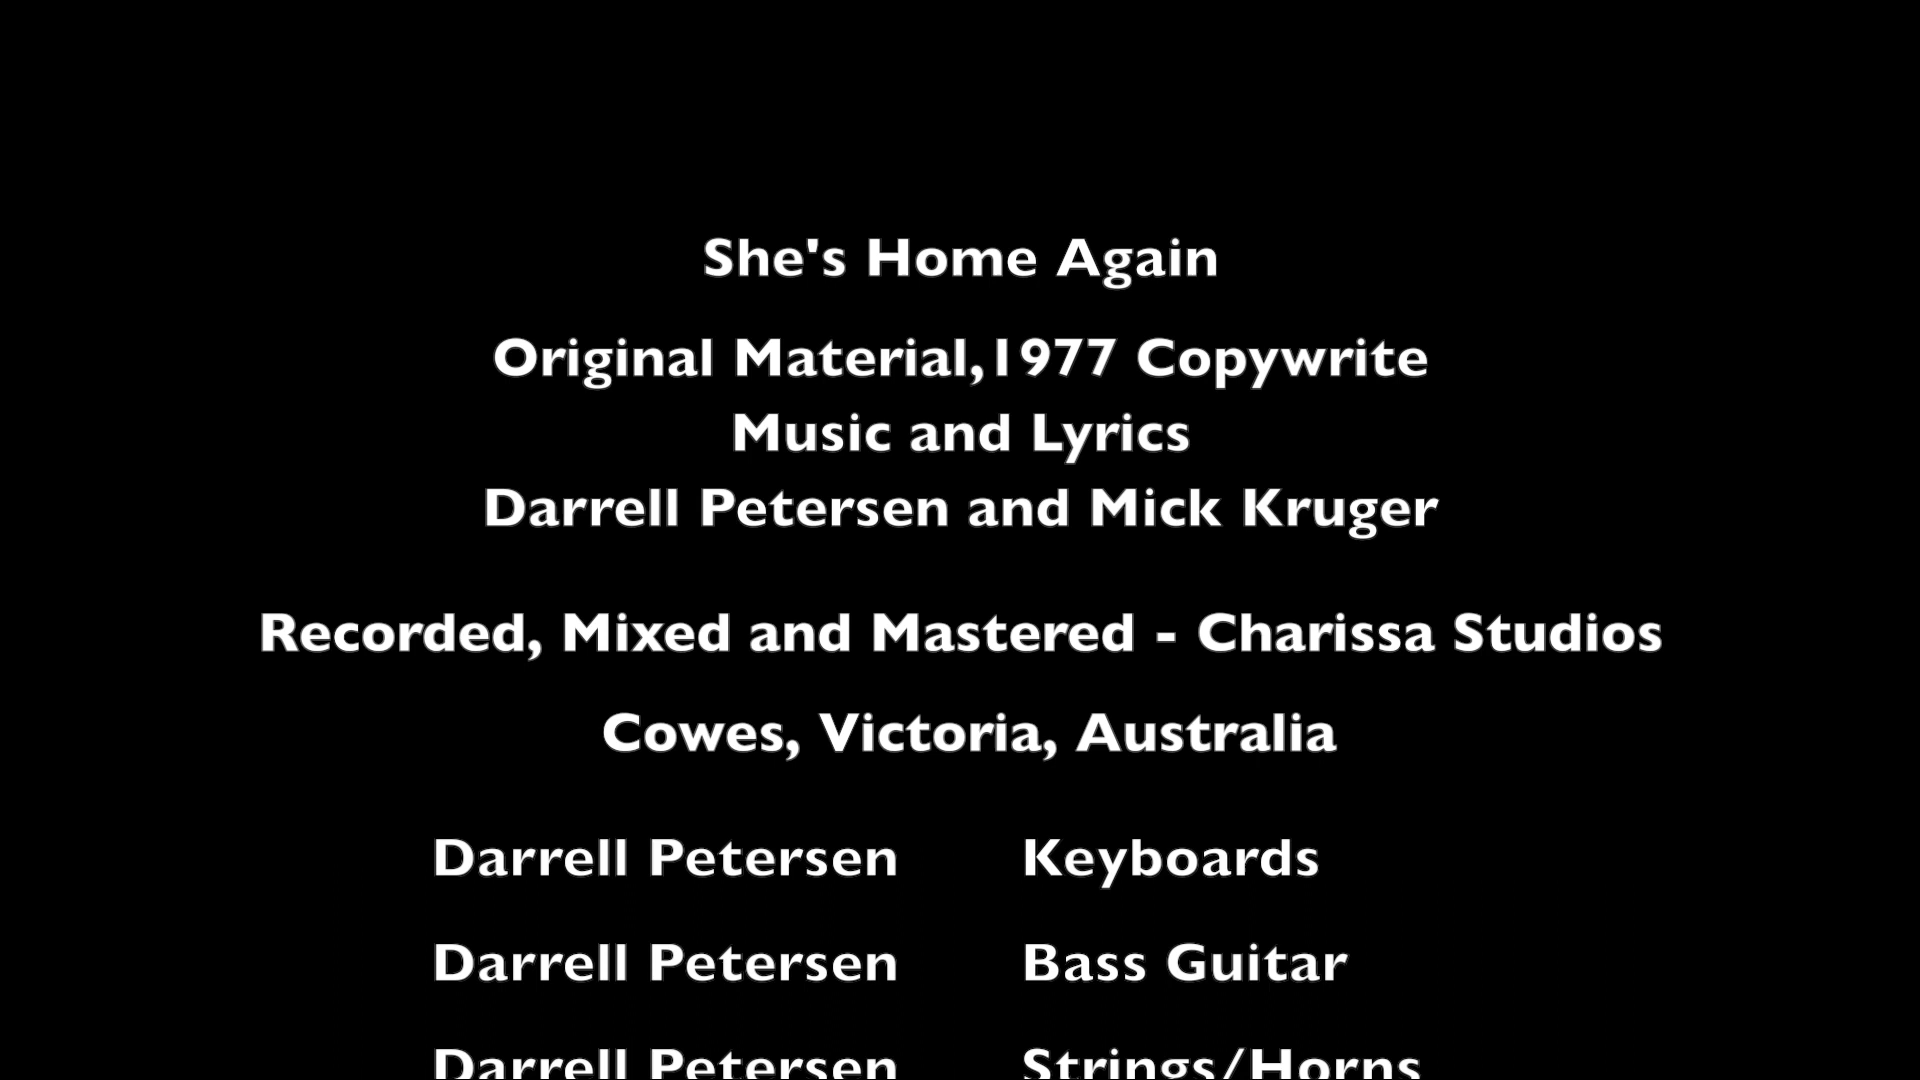 She's Home Again
Original Material,1977 Copywrite
Music and Lyrics
Darrell Petersen and Mick Kruger
Recorded, Mixed and Mastered - Charissa Studios
Cowes, Victoria, Australia
Darrell Petersen Keyboards
Darrell Petersen Bass Guitar
Darrell Petersen Strings/Horns